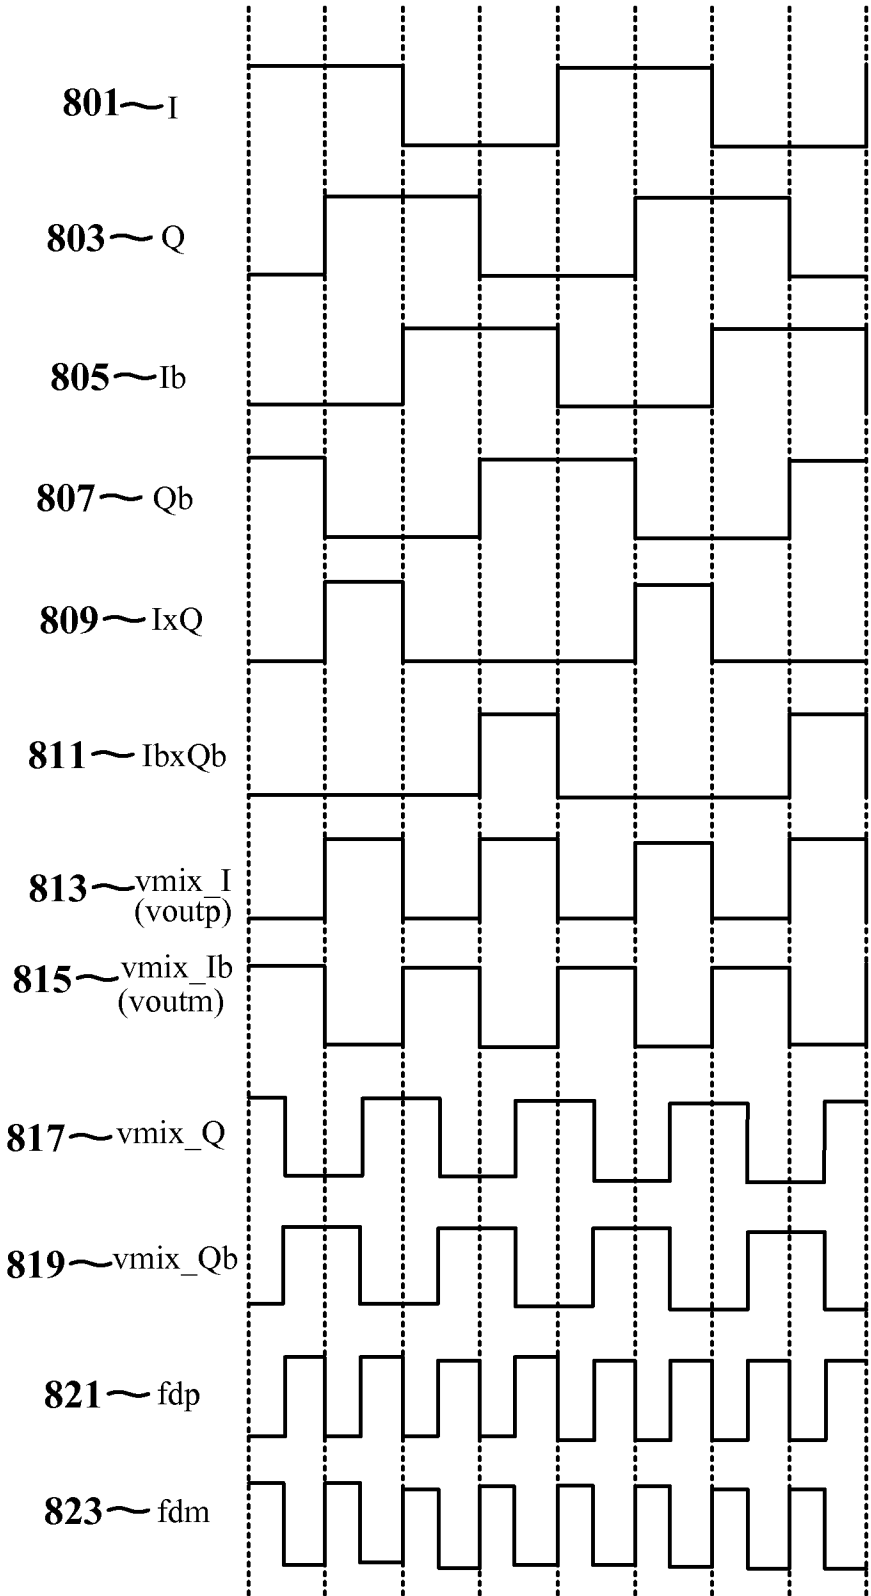 801 I
803 Q
805 Ib
807 Qb
809 IxQ
811 IbxQb
813 vmix_I
(voutp)
815 vmix_Ib
(voutm)
817 vmix_Q
819 vmix_Qb
821 fdp
823 fdm